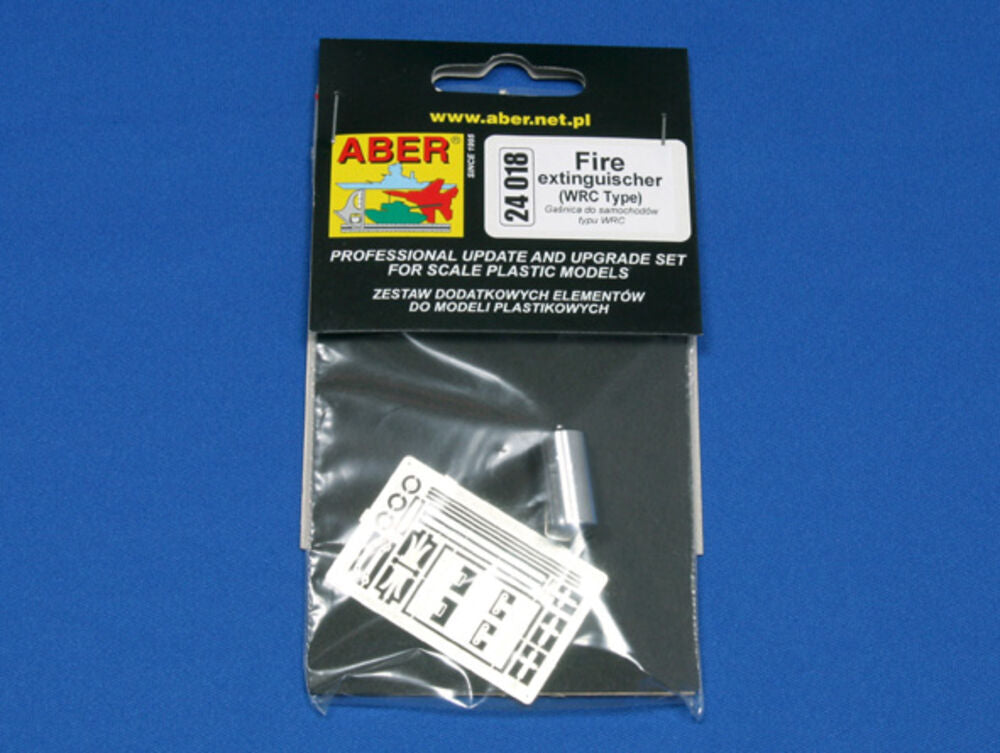 www.aber.net.pl
ABER®
SINCE 1995
24 018
Fire
extinguischer
(WRC Type)
Gaśnica do samochodów
typu WRC
PROFESSIONAL UPDATE AND UPGRADE SET
FOR SCALE PLASTIC MODELS
ZESTAW DODATKOWYCH ELEMENTÓW
DO MODELI PLASTIKOWYCH